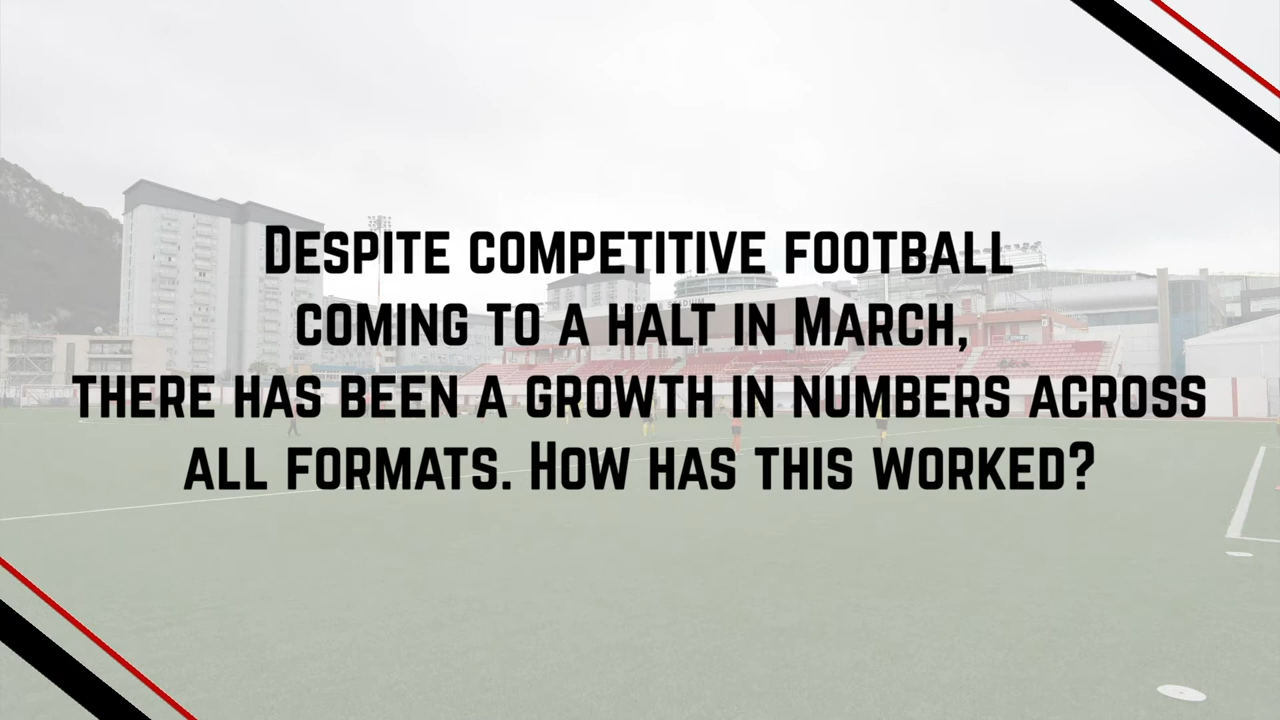 Despite competitive football
coming to a halt in March,
there has been a growth in numbers across
all formats. How has this worked?